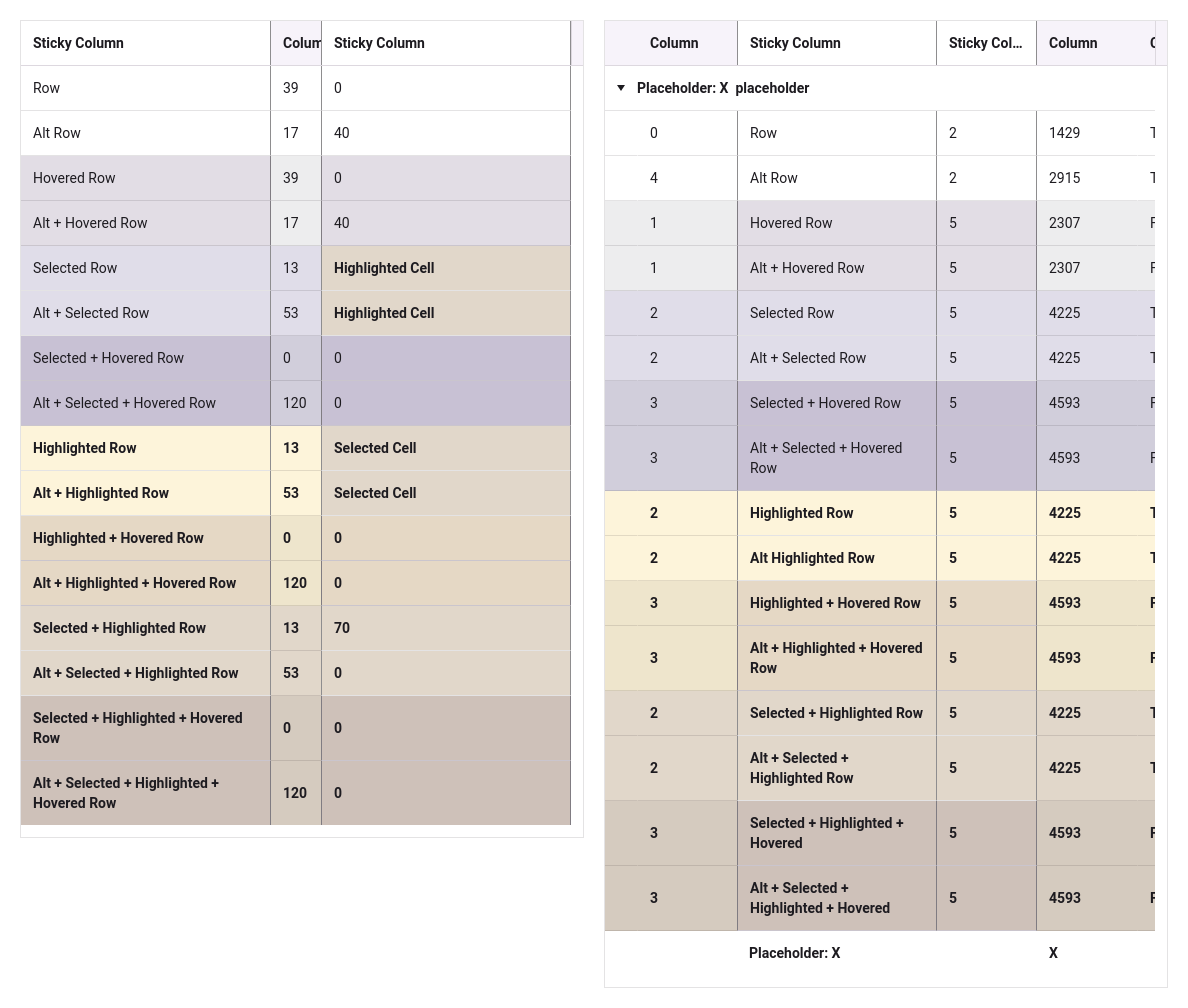 Sticky Column Colum Sticky Column
Row 39 0
Alt Row 17 40
Hovered Row 39 0
Alt + Hovered Row 17 40
Selected Row 13 Highlighted Cell
Alt + Selected Row 53 Highlighted Cell
Selected + Hovered Row 0 0
Alt + Selected + Hovered Row 120 0
Highlighted Row 13 Selected Cell
Alt + Highlighted Row 53 Selected Cell
Highlighted + Hovered Row 0 0
Alt + Highlighted + Hovered Row 120 0
Selected + Highlighted Row 13 70
Alt + Selected + Highlighted Row 53 0
Selected + Highlighted + Hovered
Row 0 0
Alt + Selected + Highlighted +
Hovered Row 120 0
Column Sticky Column Sticky Col... Column
Placeholder: X placeholder
0 Row 2 1429
4 Alt Row 2 2915
1 Hovered Row 5 2307
1 Alt + Hovered Row 5 2307
2 Selected Row 5 4225
2 Alt + Selected Row 5 4225
3 Selected + Hovered Row 5 4593
3 Alt + Selected + Hovered
Row 5 4593
2 Highlighted Row 5 4225
2 Alt Highlighted Row 5 4225
3 Highlighted + Hovered Row 5 4593
3 Alt + Highlighted + Hovered
Row 5 4593
2 Selected + Highlighted Row 5 4225
2 Alt + Selected +
Highlighted Row 5 4225
3 Selected + Highlighted +
Hovered 5 4593
3 Alt + Selected +
Highlighted + Hovered 5 4593
Placeholder: X X